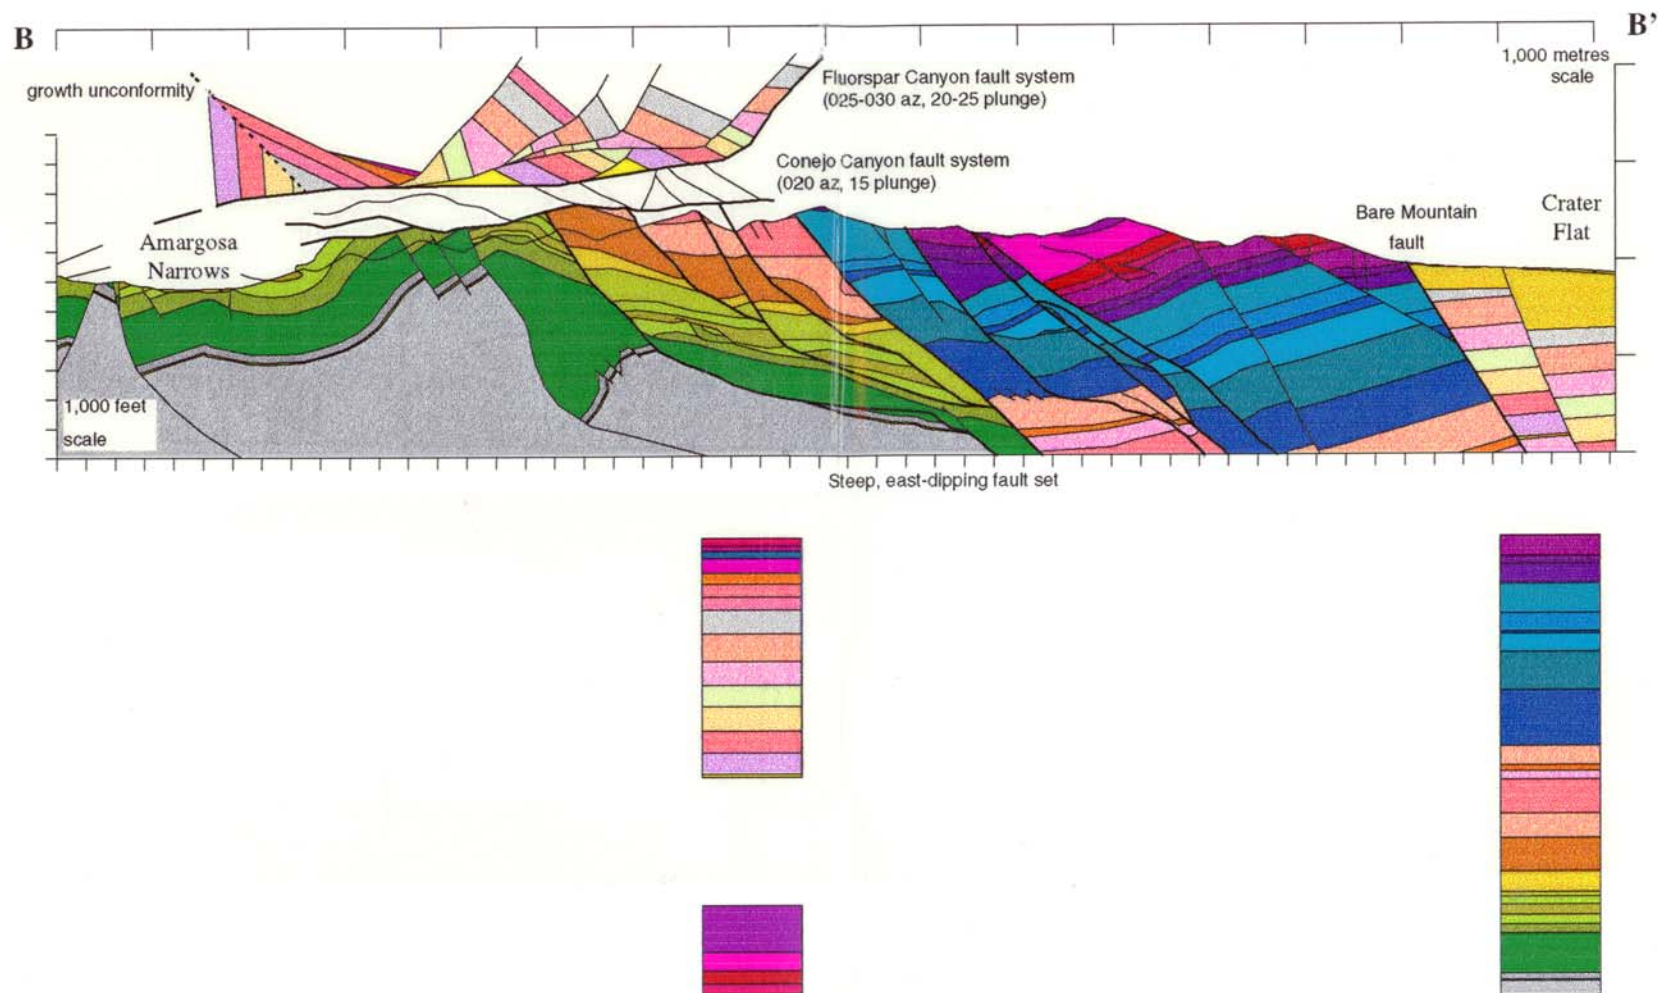 B
B’
1,000 metres
scale
growth unconformity
Fluorspar Canyon fault system
(025-030 az, 20-25 plunge)
Conejo Canyon fault system
(020 az, 15 plunge)
Bare Mountain
fault
Crater
Flat
Amargosa
Narrows
1,000 feet
scale
Steep, east-dipping fault set